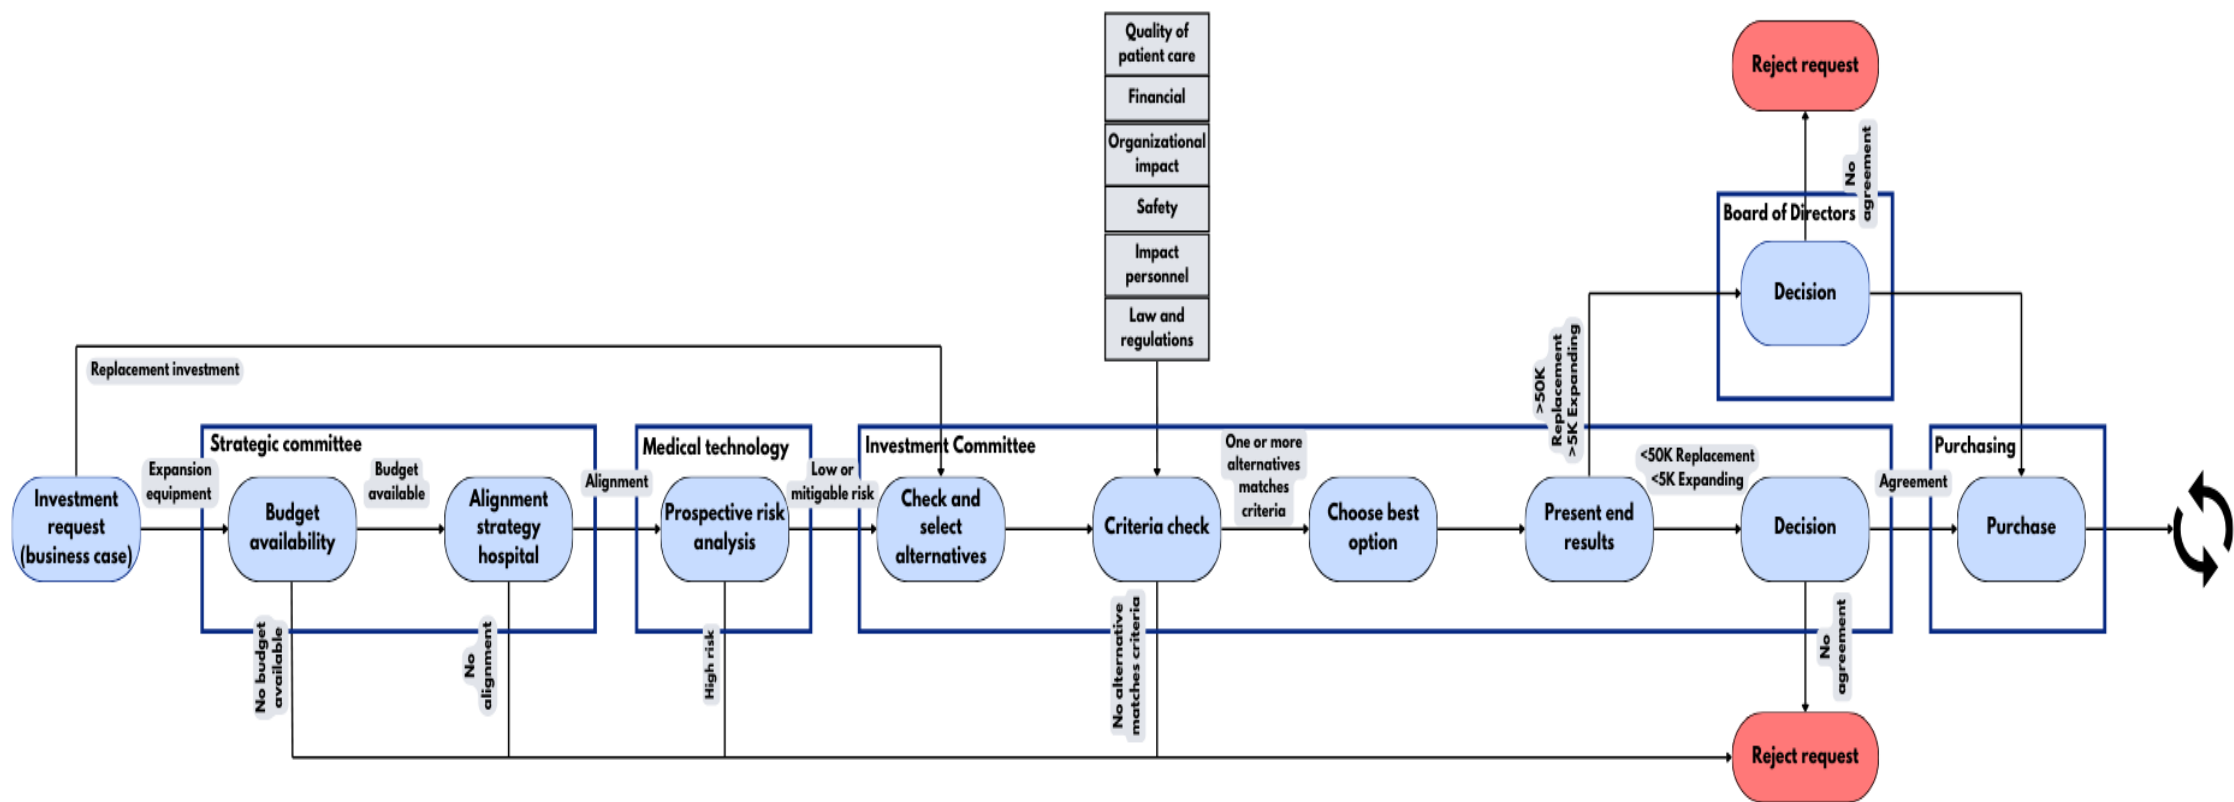 Quality of
patient care
Financial
Organizational
impact
Safety
Impact
personnel
Law and
regulations
Reject request
No
agreement
Board of Directors
Decision
>50K
Replacement
>5K Expanding
Replacement investment
Strategic committee
Medical technology
Investment Committee
Purchasing
Investment
request
(business case)
Expansion
equipment
Budget
availability
Budget
available
Alignment
strategy
hospital
Alignment
Prospective risk
analysis
Low or
mitigable risk
Check and
select
alternatives
Criteria check
One or more
alternatives
matches
criteria
Choose best
option
Present end
results
<50K Replacement
<5K Expanding
Decision
Agreement
Purchase
No budget
available
No
alignment
High risk
No alternative
matches criteria
No
agreement
Reject request